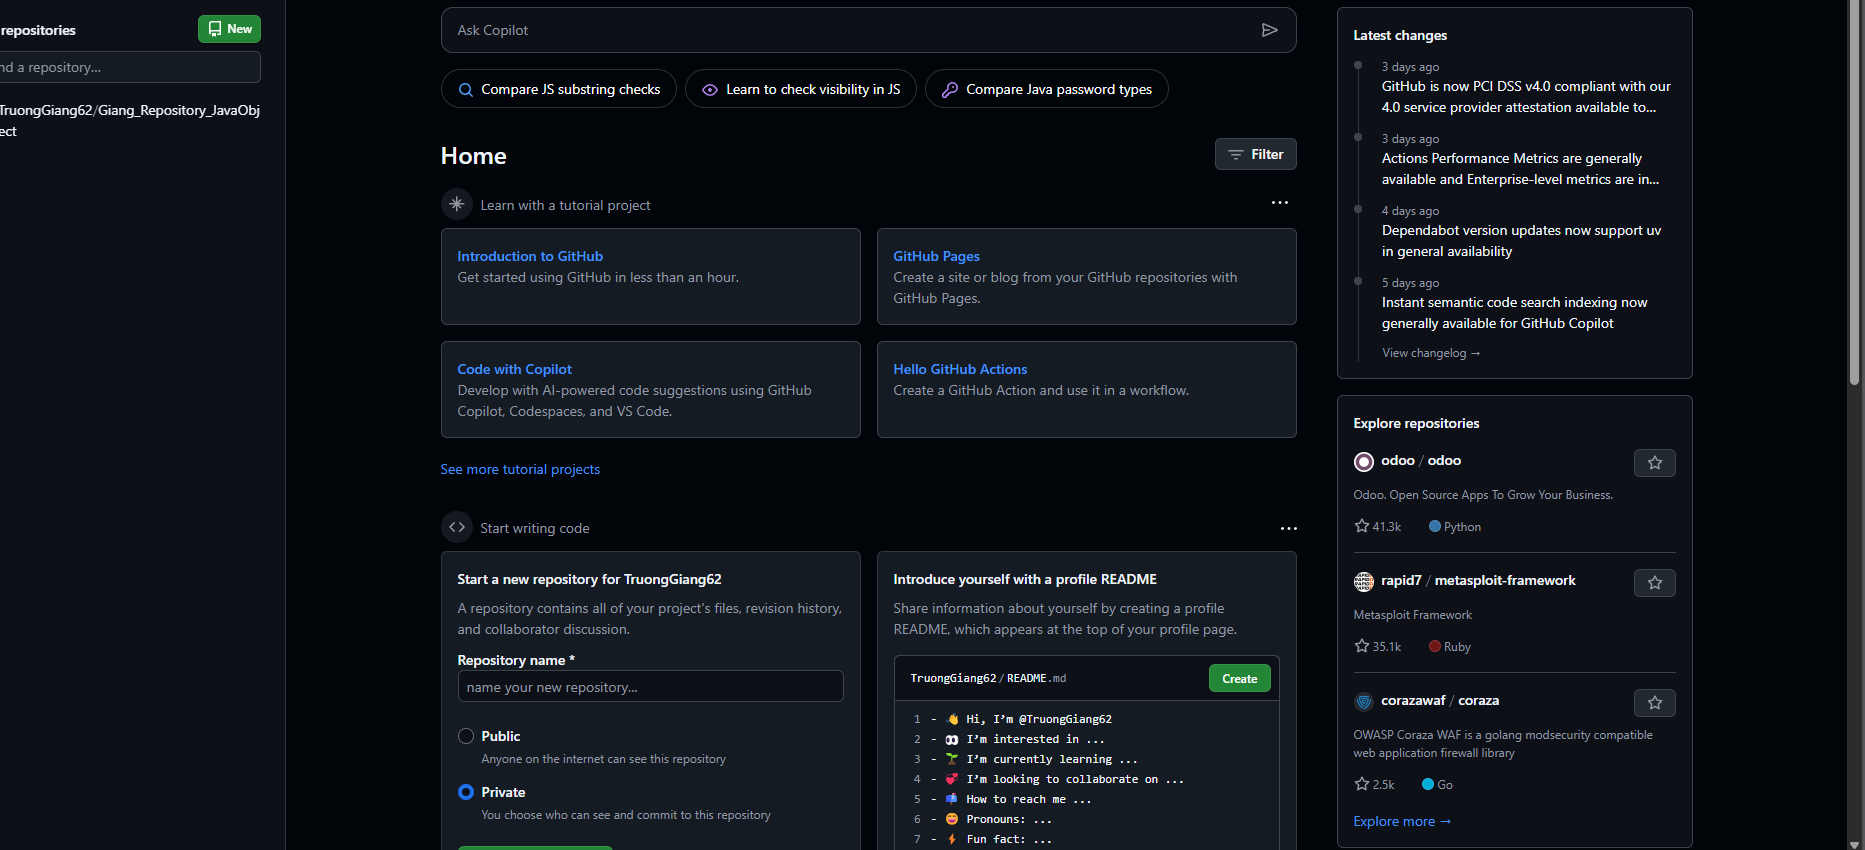 repositories
New
nd a repository...
TruongGiang62/Giang_Repository_JavaObj
ect
Ask Copilot
Compare JS substring checks
Learn to check visibility in JS
Compare Java password types
Home
Filter
Learn with a tutorial project
Introduction to GitHub
Get started using GitHub in less than an hour.
GitHub Pages
Create a site or blog from your GitHub repositories with
GitHub Pages.
Code with Copilot
Develop with AI-powered code suggestions using GitHub
Copilot, Codespaces, and VS Code.
Hello GitHub Actions
Create a GitHub Action and use it in a workflow.
See more tutorial projects
Start writing code
Start a new repository for TruongGiang62
A repository contains all of your project's files, revision history,
and collaborator discussion.
Repository name *
name your new repository...
Public
Anyone on the internet can see this repository
Private
You choose who can see and commit to this repository
Introduce yourself with a profile README
Share information about yourself by creating a profile
README, which appears at the top of your profile page.
TruongGiang62 / README.md
Create
1 - 👋 Hi, I’m @TruongGiang62
2 - 👀 I’m interested in ...
3 - 🌱 I’m currently learning ...
4 - 💞️ I’m looking to collaborate on ...
5 - 📫 How to reach me ...
6 - 😄 Pronouns: ...
7 - ⚡ Fun fact: ...
Latest changes
3 days ago
GitHub is now PCI DSS v4.0 compliant with our
4.0 service provider attestation available to...
3 days ago
Actions Performance Metrics are generally
available and Enterprise-level metrics are in...
4 days ago
Dependabot version updates now support uv
in general availability
5 days ago
Instant semantic code search indexing now
generally available for GitHub Copilot
View changelog →
Explore repositories
odoo / odoo
Odoo. Open Source Apps To Grow Your Business.
41.3k
Python
rapid7 / metasploit-framework
Metasploit Framework
35.1k
Ruby
corazawaf / coraza
OWASP Coraza WAF is a golang modsecurity compatible
web application firewall library
2.5k
Go
Explore more →